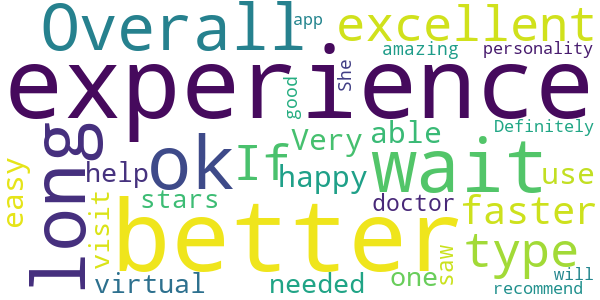 Overall
app
excellent
amazing
personality
experience
She
good
long
Very
able
Definitely
ok
If
wait
help
happy
use
easy
visit
stars
doctor
faster
better
type
saw
virtual
needed
one
will
recommend